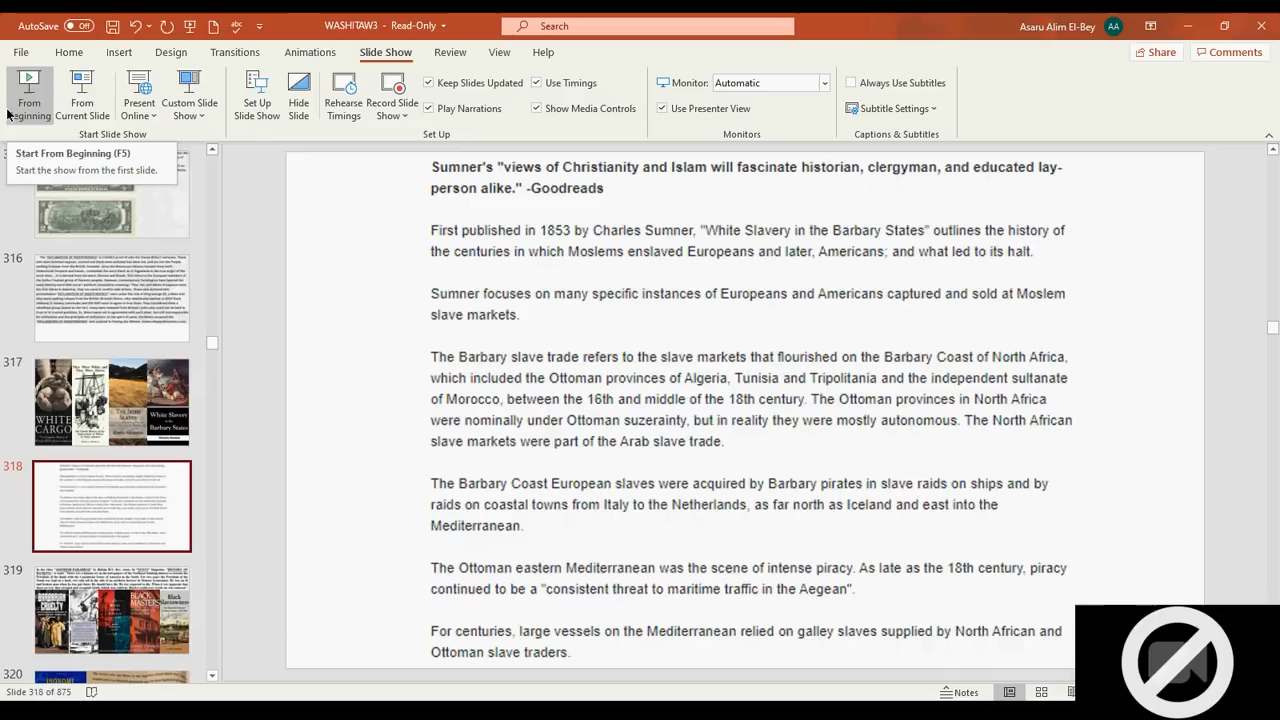 AutoSave Off
WASHITAW3 - Read-Only
Search
Asaru Alim El-Bey
AA
File Home Insert Design Transitions Animations Slide Show Review View Help
Share Comments
From Beginning
From Current Slide
Present Online
Custom Slide Show
Start Slide Show
Set Up Slide Show
Hide Slide
Rehearse Timings
Record Slide Show
Keep Slides Updated
Play Narrations
Use Timings
Show Media Controls
Set Up
Monitor: Automatic
Use Presenter View
Monitors
Always Use Subtitles
Subtitle Settings
Captions & Subtitles
Start From Beginning (F5)
Start the show from the first slide.
316
317
WHITE CARGO
White Slavery in the Barbary States
318
319
320
Sumner's "views of Christianity and Islam will fascinate historian, clergyman, and educated lay-
person alike." -Goodreads
First published in 1853 by Charles Sumner, "White Slavery in the Barbary States" outlines the history of
the centuries in which Moslems enslaved Europeans and later, Americans; and what led to its halt.
Sumner focuses on many specific instances of Europeans and Americans captured and sold at Moslem
slave markets.
The Barbary slave trade refers to the slave markets that flourished on the Barbary Coast of North Africa,
which included the Ottoman provinces of Algeria, Tunisia and Tripolitania and the independent sultanate
of Morocco, between the 16th and middle of the 18th century. The Ottoman provinces in North Africa
were nominally under Ottoman suzerainty, but in reality they were mostly autonomous. The North African
slave markets were part of the Arab slave trade.
The Barbary Coast European slaves were acquired by Barbary pirates in slave raids on ships and by
raids on coastal towns from Italy to the Netherlands, as far north as Iceland and east into the
Mediterranean.
The Ottoman eastern Mediterranean was the scene of intense piracy. As late as the 18th century, piracy
continued to be a "consistent threat to maritime traffic in the Aegean".
For centuries, large vessels on the Mediterranean relied on galley slaves supplied by North African and
Ottoman slave traders.
Slide 318 of 875
Notes